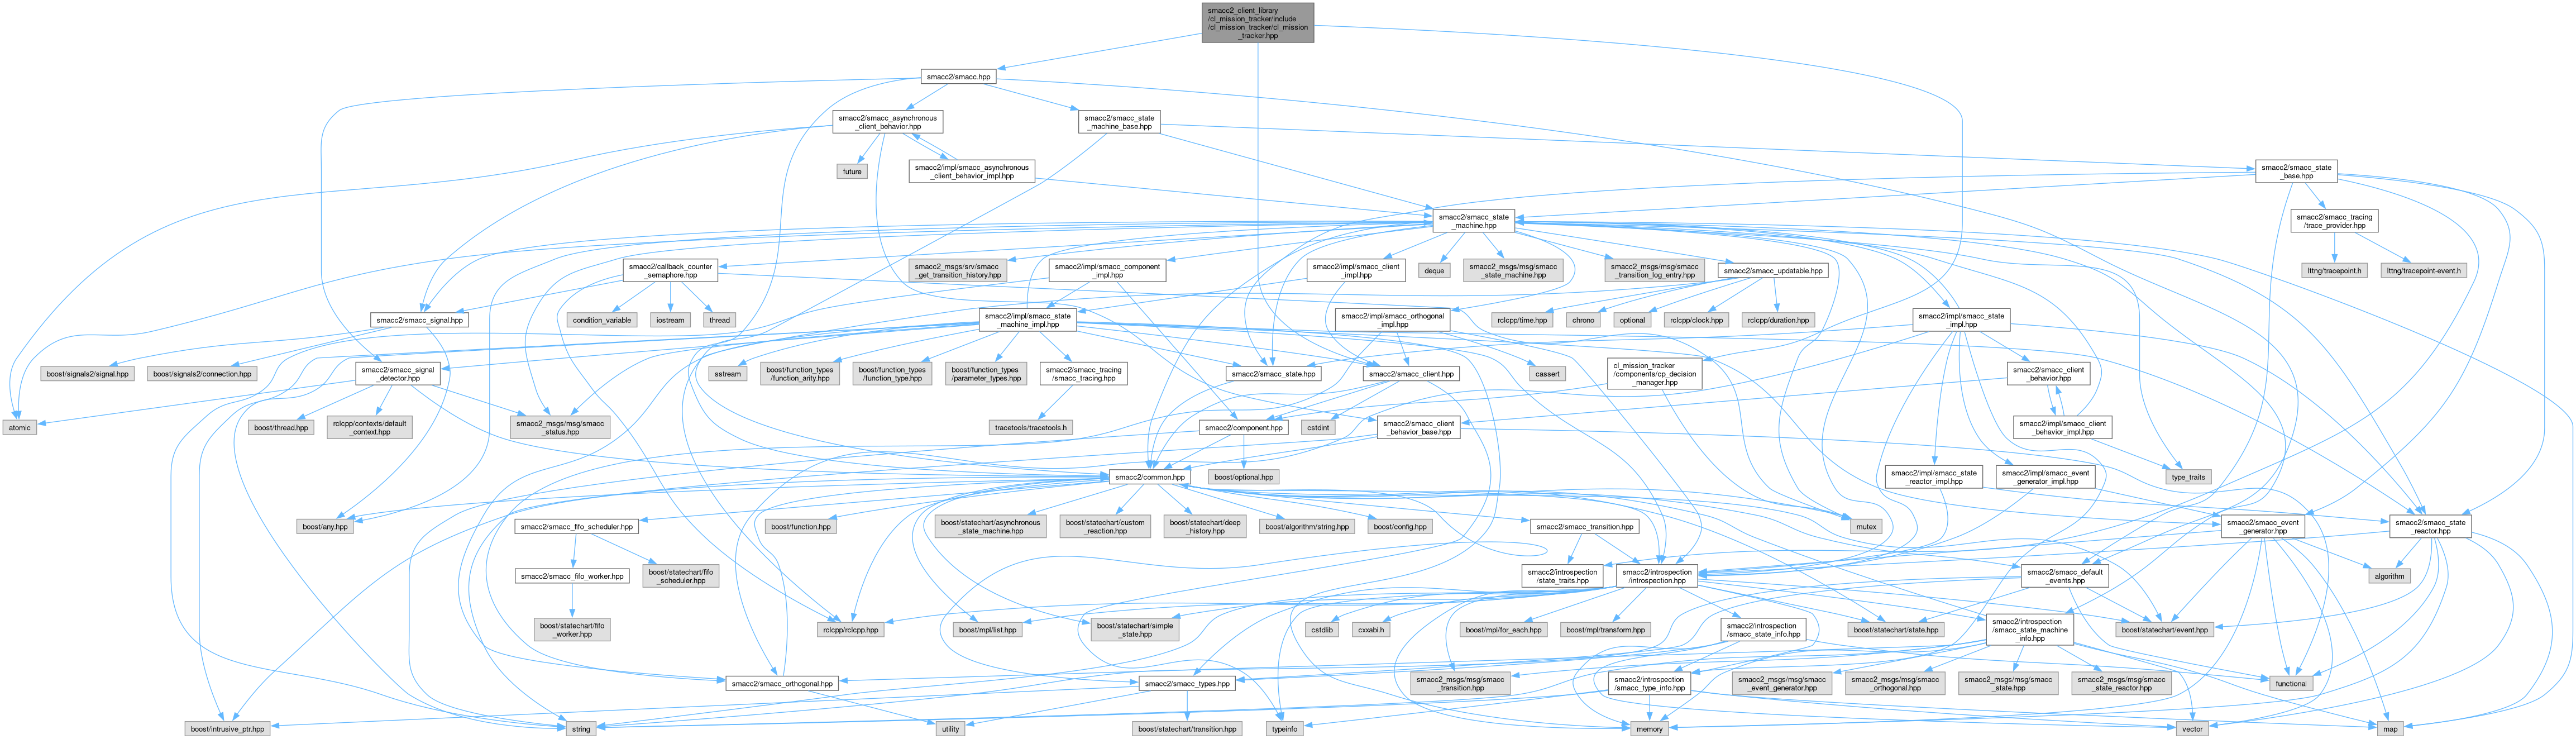 smacc2_client_library
/cl_mission_tracker/include
/cl_mission_tracker/cl_mission
_tracker.hpp
smacc2/smacc.hpp
smacc2/smacc_asynchronous
_client_behavior.hpp
smacc2/smacc_state
_machine_base.hpp
future
smacc2/impl/smacc_asynchronous
_client_behavior_impl.hpp
smacc2/smacc_state
_base.hpp
smacc2/smacc_state
_machine.hpp
smacc2/smacc_tracing
/trace_provider.hpp
smacc2/callback_counter
_semaphore.hpp
smacc2_msgs/srv/smacc
_get_transition_history.hpp
smacc2/impl/smacc_component
_impl.hpp
smacc2/impl/smacc_client
_impl.hpp
deque
smacc2_msgs/msg/smacc
_state_machine.hpp
smacc2_msgs/msg/smacc
_transition_log_entry.hpp
smacc2/smacc_updatable.hpp
lttng/tracepoint.h
lttng/tracepoint-event.h
smacc2/smacc_signal.hpp
condition_variable
iostream
thread
smacc2/impl/smacc_state
_machine_impl.hpp
smacc2/impl/smacc_orthogonal
_impl.hpp
rclcpp/time.hpp
chrono
optional
rclcpp/clock.hpp
rclcpp/duration.hpp
smacc2/impl/smacc_state
_impl.hpp
boost/signals2/signal.hpp
boost/signals2/connection.hpp
smacc2/smacc_signal
_detector.hpp
sstream
boost/function_types
/function_arity.hpp
boost/function_types
/function_type.hpp
boost/function_types
/parameter_types.hpp
smacc2/smacc_tracing
/smacc_tracing.hpp
smacc2/smacc_state.hpp
smacc2/smacc_client.hpp
cassert
cl_mission_tracker
/components/cp_decision
_manager.hpp
smacc2/smacc_client
_behavior.hpp
atomic
boost/thread.hpp
rclcpp/contexts/default
_context.hpp
smacc2_msgs/msg/smacc
_status.hpp
tracetools/tracetools.h
smacc2/component.hpp
cstdint
smacc2/smacc_client
_behavior_base.hpp
smacc2/impl/smacc_client
_behavior_impl.hpp
smacc2/common.hpp
boost/optional.hpp
smacc2/impl/smacc_state
_reactor_impl.hpp
smacc2/impl/smacc_event
_generator_impl.hpp
type_traits
boost/any.hpp
smacc2/smacc_fifo_scheduler.hpp
boost/function.hpp
boost/statechart/asynchronous
_state_machine.hpp
boost/statechart/custom
_reaction.hpp
boost/statechart/deep
_history.hpp
boost/algorithm/string.hpp
boost/config.hpp
smacc2/smacc_transition.hpp
mutex
smacc2/smacc_event
_generator.hpp
smacc2/smacc_state
_reactor.hpp
smacc2/smacc_fifo_worker.hpp
boost/statechart/fifo
_scheduler.hpp
smacc2/introspection
/state_traits.hpp
smacc2/introspection
/introspection.hpp
smacc2/smacc_default
_events.hpp
algorithm
boost/statechart/fifo
_worker.hpp
rclcpp/rclcpp.hpp
boost/mpl/list.hpp
boost/statechart/simple
_state.hpp
cstdlib
cxxabi.h
boost/mpl/for_each.hpp
boost/mpl/transform.hpp
smacc2/introspection
/smacc_state_info.hpp
boost/statechart/state.hpp
smacc2/introspection
/smacc_state_machine
_info.hpp
boost/statechart/event.hpp
smacc2/smacc_orthogonal.hpp
smacc2/smacc_types.hpp
smacc2_msgs/msg/smacc
_transition.hpp
smacc2/introspection
/smacc_type_info.hpp
smacc2_msgs/msg/smacc
_event_generator.hpp
smacc2_msgs/msg/smacc
_orthogonal.hpp
smacc2_msgs/msg/smacc
_state.hpp
smacc2_msgs/msg/smacc
_state_reactor.hpp
functional
boost/intrusive_ptr.hpp
string
utility
boost/statechart/transition.hpp
typeinfo
memory
vector
map